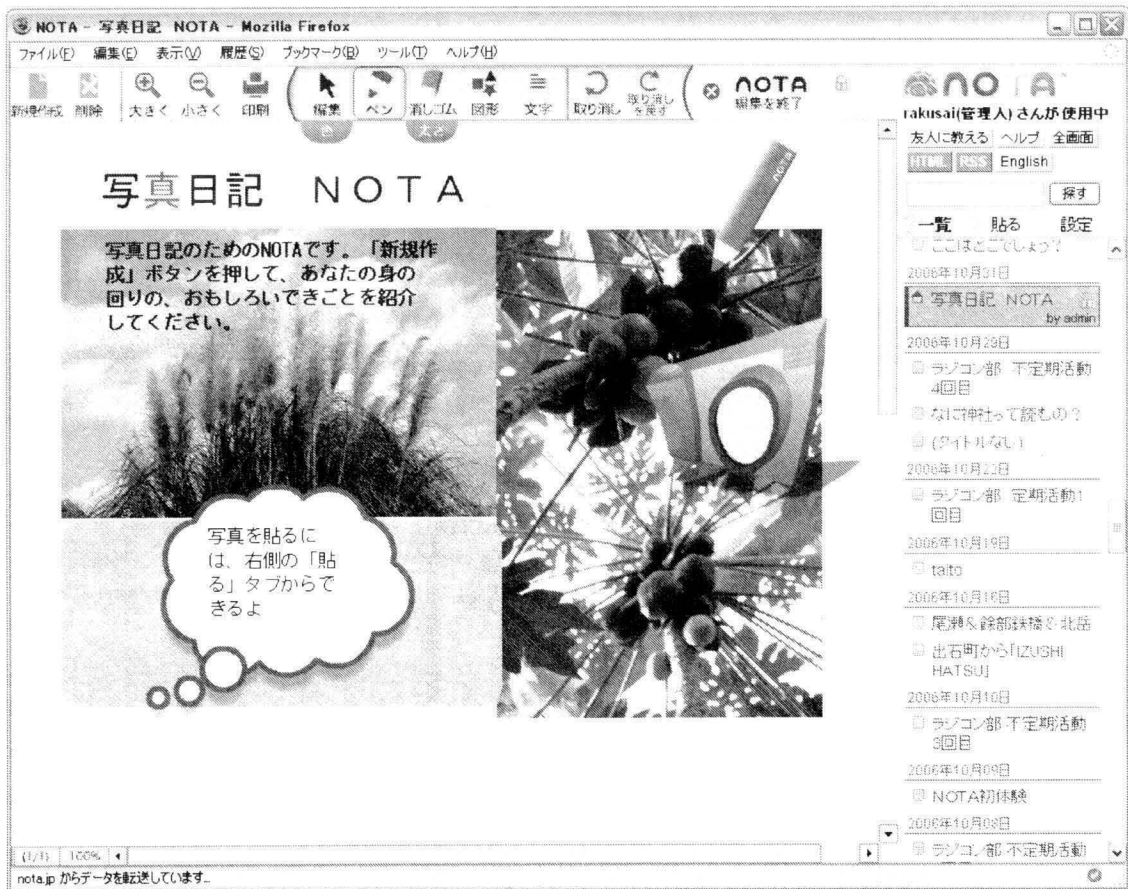 NOTA - 写真日記 NOTA - Mozilla Firefox
ファイル(F) 編集(E) 表示(V) 履歴(S) ブックマーク(B) ツール(T) ヘルプ(H)
新規作成 削除 大きく 小さく 印刷 編集 ペン 消しゴム 図形 文字 取り消し 取り消しを戻す NOTA 編集を終了
色 太さ
NOTA
rakusai(管理人)さんが使用中
友人に教える ヘルプ 全画面
HTML RSS English
探す
一覧 貼る 設定
写真日記 NOTA
写真日記のためのNOTAです。「新規作
成」ボタンを押して、あなたの身の
回りの、おもしろいできごとを紹介
してください。
NOTA
写真を貼るに
は、右側の「貼
る」タブからで
きるよ
ここはどこでしょう?
2006年10月31日
写真日記 NOTA
by admin
2006年10月29日
ラジコン部 不定期活動
4回目
なに神社って読むの?
(タイトルなし)
2006年10月22日
ラジコン部 定期活動1
回目
2006年10月19日
taito
2006年10月16日
尾瀬&餘部鉄橋&北岳
出石町から「IZUSHI
HATSU」
2006年10月10日
ラジコン部 不定期活動
3回目
2006年10月09日
NOTA初体験
2006年10月08日
ラジコン部 不定期活動
(1/1) 100%
nota.jp からデータを転送しています...